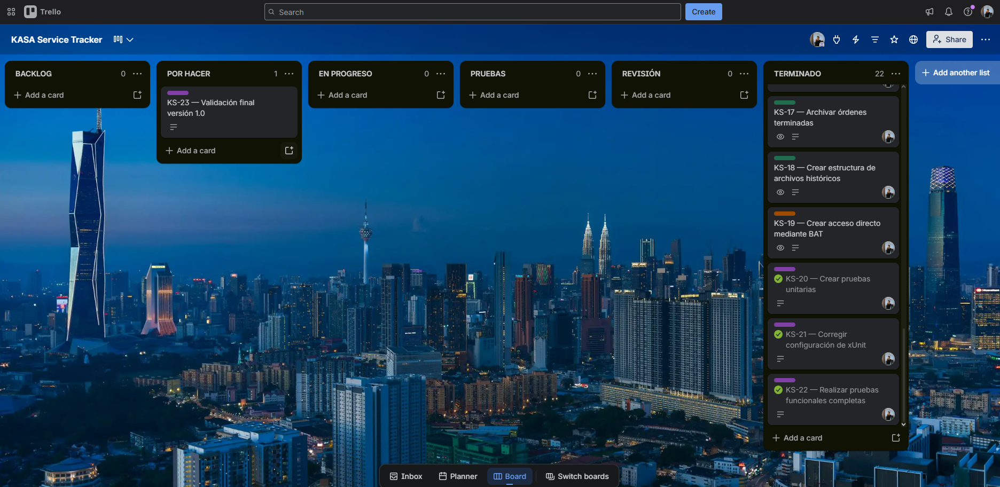 Trello
Search
Create
KASA Service Tracker
Share
BACKLOG 0
Add a card
POR HACER 1
KS-23 — Validación final
versión 1.0
Add a card
EN PROGRESO 0
Add a card
PRUEBAS 0
Add a card
REVISIÓN 0
Add a card
TERMINADO 22
KS-17 — Archivar órdenes
terminadas
KS-18 — Crear estructura de
archivos históricos
KS-19 — Crear acceso directo
mediante BAT
KS-20 — Crear pruebas
unitarias
KS-21 — Corregir
configuración de xUnit
KS-22 — Realizar pruebas
funcionales completas
Add a card
Add another list
Inbox
Planner
Board
Switch boards